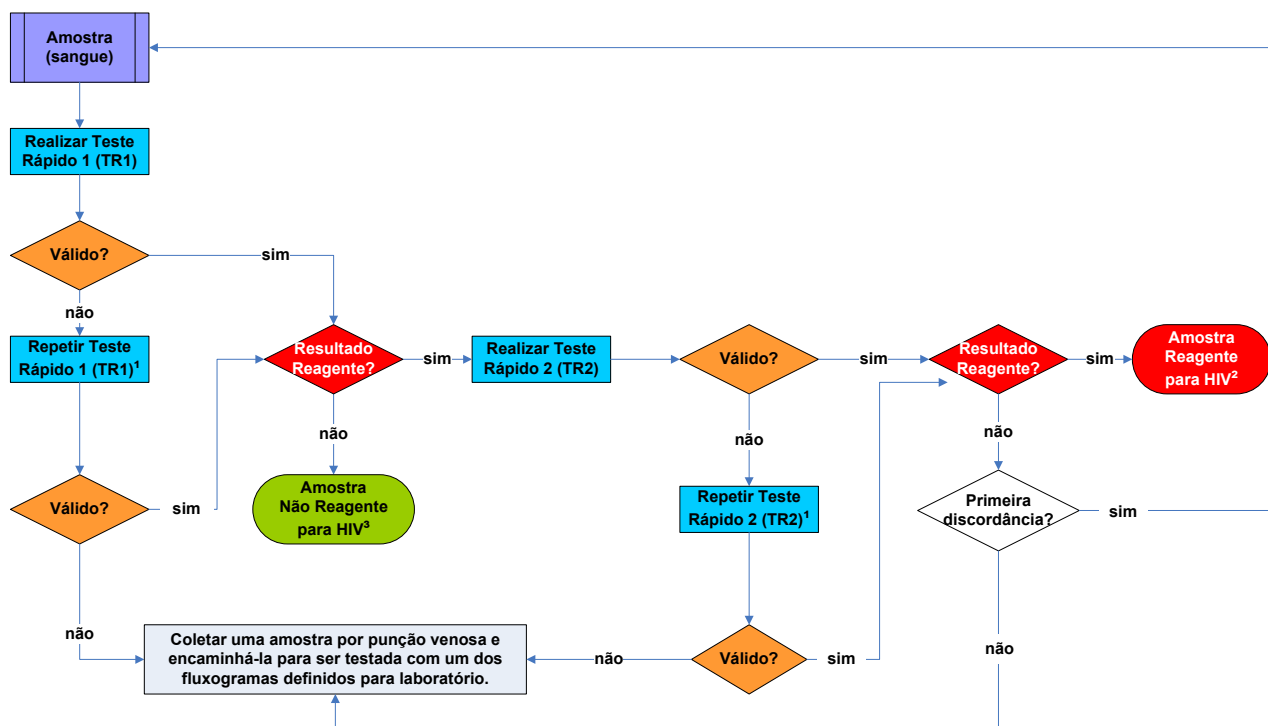 Amostra
(sangue)
Realizar Teste
Rápido 1 (TR1)
Válido?
sim
não
Repetir Teste
Rápido 1 (TR1)¹
Resultado
Reagente?
sim
Realizar Teste
Rápido 2 (TR2)
Válido?
sim
Resultado
Reagente?
sim
Amostra
Reagente
para HIV²
não
não
não
Válido?
sim
Amostra
Não Reagente
para HIV³
Repetir Teste
Rápido 2 (TR2)¹
Primeira
discordância?
sim
não
Coletar uma amostra por punção venosa e
encaminhá-la para ser testada com um dos
fluxogramas definidos para laboratório.
não
Válido?
sim
não